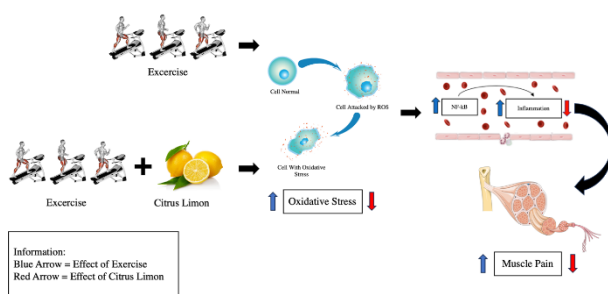 Excercise
Cell Normal
Cell Attacked by ROS
NF-kB
Inflammation
Cell With Oxidative
Stress
Excercise
Citrus Limon
Oxidative Stress
Muscle Pain
Information:
Blue Arrow = Effect of Exercise
Red Arrow = Effect of Citrus Limon